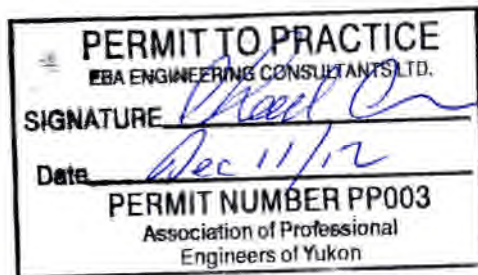 PERMIT TO PRACTICE
EBA ENGINEERING CONSULTANTS LTD.
SIGNATURE
Date Dec 11/12
PERMIT NUMBER PP003
Association of Professional
Engineers of Yukon